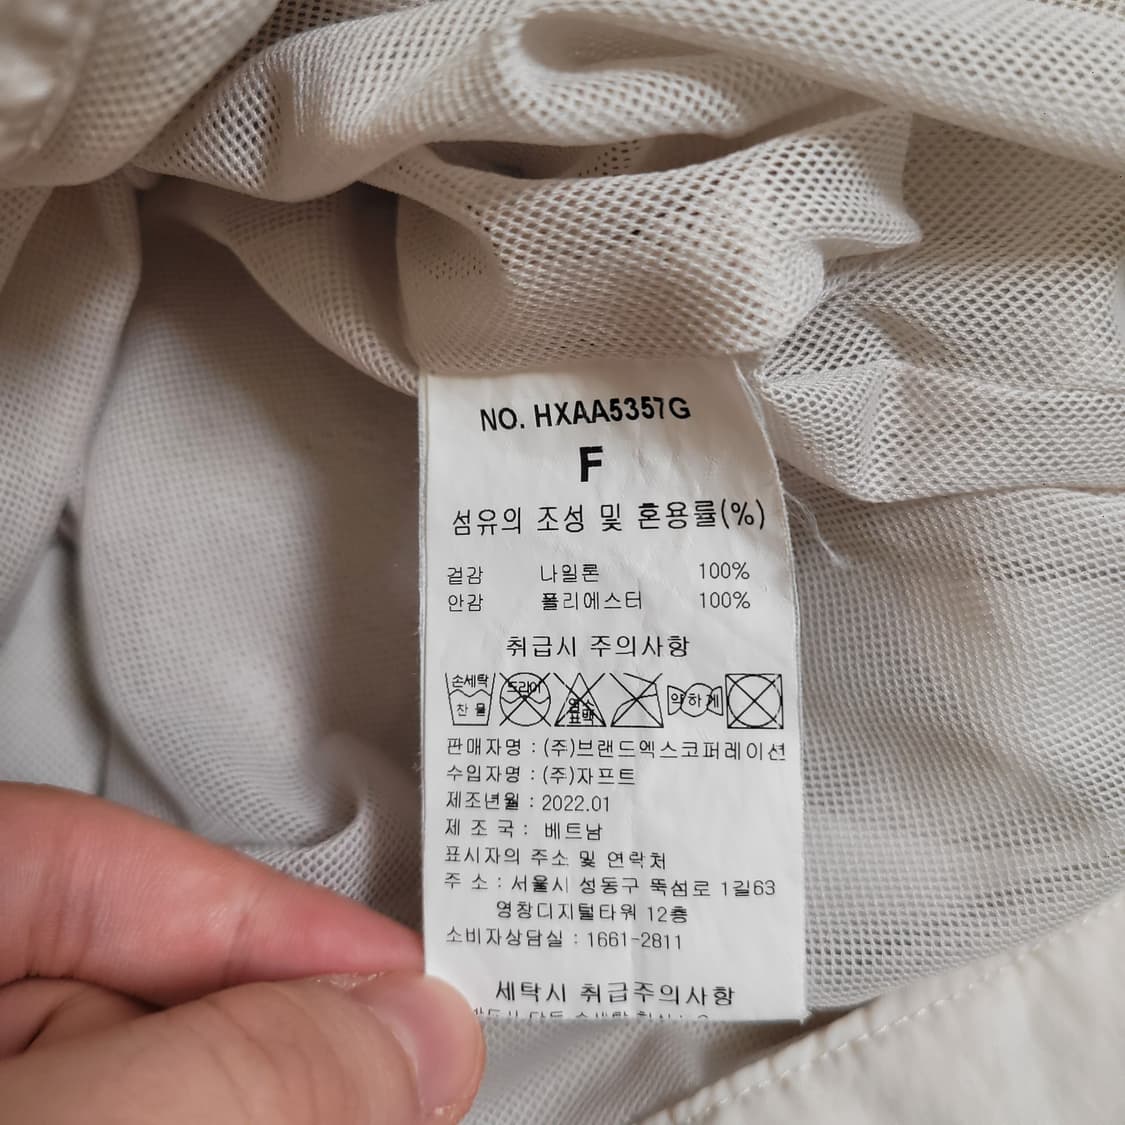 NO. HXAA5357G
F
섬유의 조성 및 혼용률(%)
겉감 나일론 100%
안감 폴리에스터 100%
취급시 주의사항
손세탁 드라이 염소 약하게
찬물 표백
판매자명 : (주)브랜드엑스코퍼레이션
수입자명 : (주)자프트
제조년월 : 2022.01
제 조 국 : 베트남
표시자의 주소 및 연락처
주 소 : 서울시 성동구 뚝섬로 1길63
영창디지털타워 12층
소비자상담실 : 1661-2811
세탁시 취급주의사항